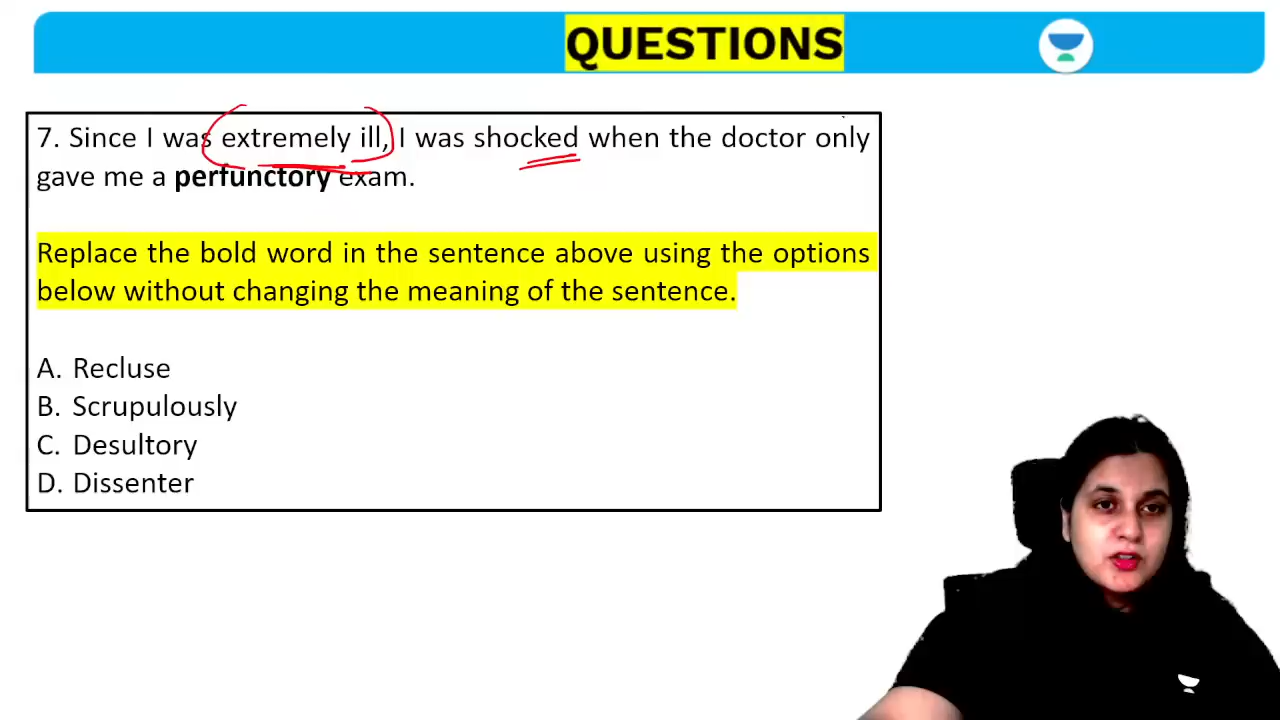 QUESTIONS
7. Since I was extremely ill, I was shocked when the doctor only
gave me a perfunctory exam.
Replace the bold word in the sentence above using the options
below without changing the meaning of the sentence.
A. Recluse
B. Scrupulously
C. Desultory
D. Dissenter